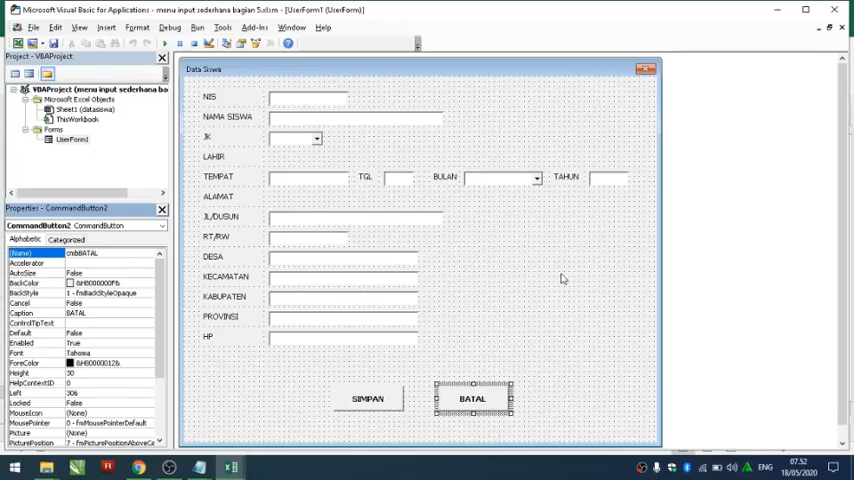 Microsoft Visual Basic for Applications - menu input sederhana bagian 5.xlsm - [UserForm1 (UserForm)]
File Edit View Insert Format Debug Run Tools Add-Ins Window Help
Project - VBAProject
VBAProject (menu input sederhana ba
Microsoft Excel Objects
Sheet1 (datasiswa)
ThisWorkbook
Forms
UserForm1
Properties - CommandButton2
CommandButton2 CommandButton
Alphabetic Categorized
(Name) cmbBATAL
Accelerator
AutoSize False
BackColor &H8000000F&
BackStyle 1 - fmBackStyleOpaque
Cancel False
Caption BATAL
ControlTipText
Default False
Enabled True
Font Tahoma
ForeColor &H80000012&
Height 30
HelpContextID 0
Left 306
Locked False
MouseIcon (None)
MousePointer 0 - fmMousePointerDefault
Picture (None)
PicturePosition 7 - fmPicturePositionAboveCe
Data Siswa
NIS
NAMA SISWA
JK
LAHIR
TEMPAT TGL BULAN TAHUN
ALAMAT
JL/DUSUN
RT/RW
DESA
KECAMATAN
KABUPATEN
PROVINSI
HP
SIMPAN BATAL
ENG
07.52
18/05/2020